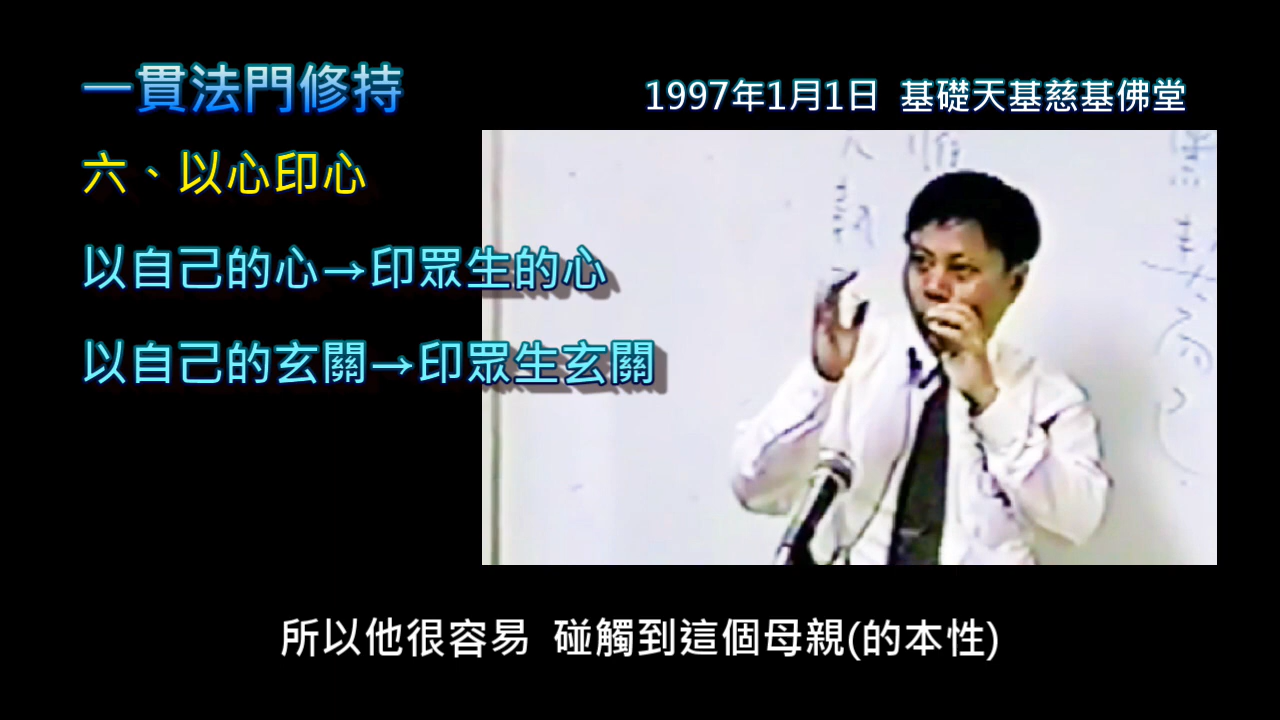 一貫法門修持
1997年1月1日 基礎天基慈基佛堂
六、以心印心
以自己的心→印眾生的心
以自己的玄關→印眾生玄關
所以他很容易 碰觸到這個母親(的本性)